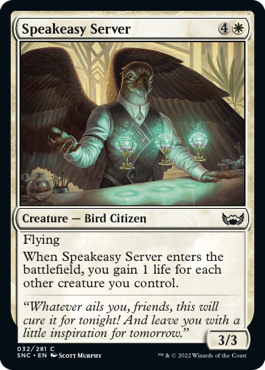 Speakeasy Server 4
Creature — Bird Citizen
Flying
When Speakeasy Server enters the
battlefield, you gain 1 life for each
other creature you control.
“Whatever ails you, friends, this will
cure it for tonight! And leave you with a
little inspiration for tomorrow.”
3/3
032/281 C
SNC • EN Scott Murphy
™ & © 2022 Wizards of the Coast